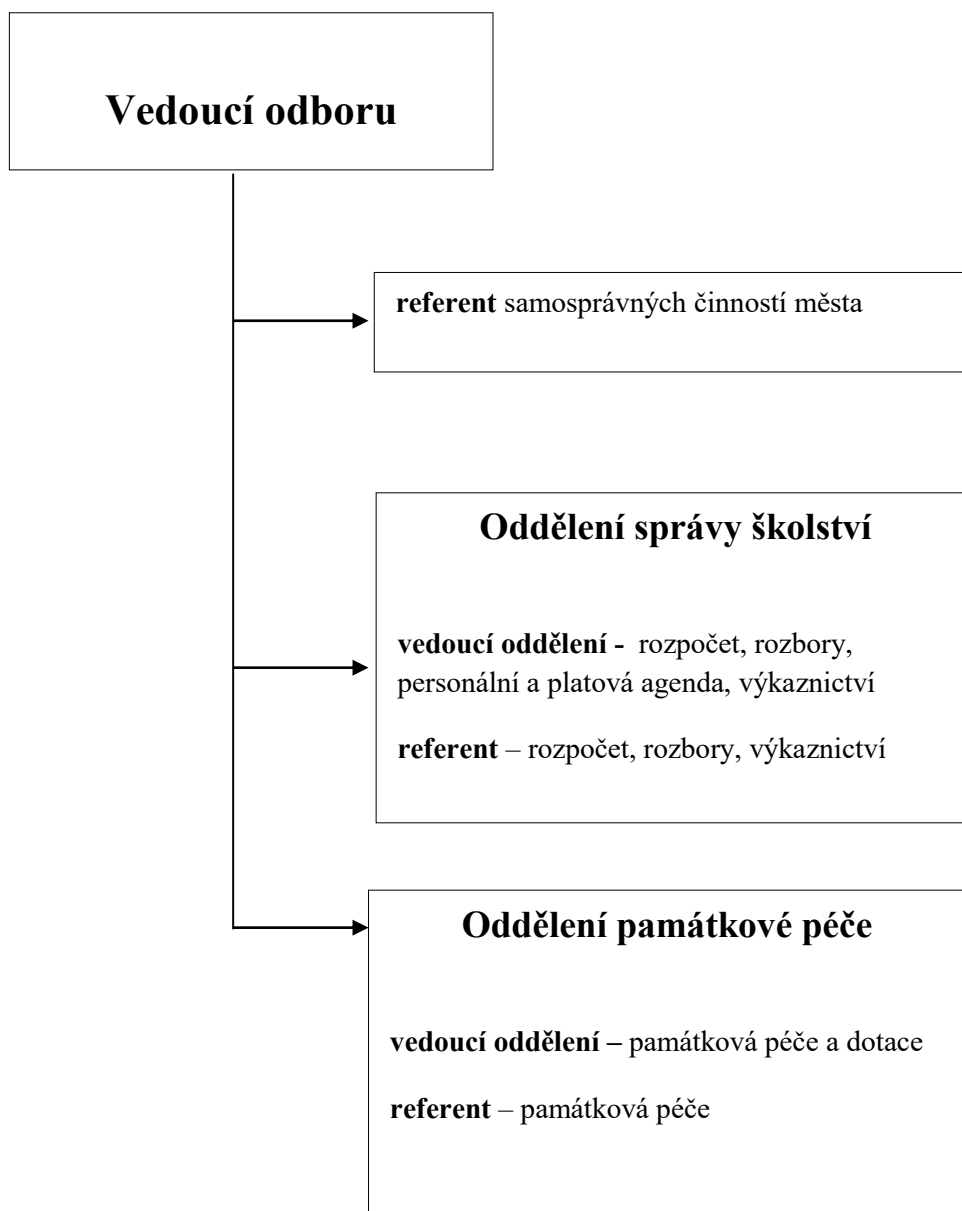 Vedoucí odboru
referent samosprávných činností města
Oddělení správy školství
vedoucí oddělení - rozpočet, rozbory,
personální a platová agenda, výkaznictví
referent – rozpočet, rozbory, výkaznictví
Oddělení památkové péče
vedoucí oddělení – památková péče a dotace
referent – památková péče